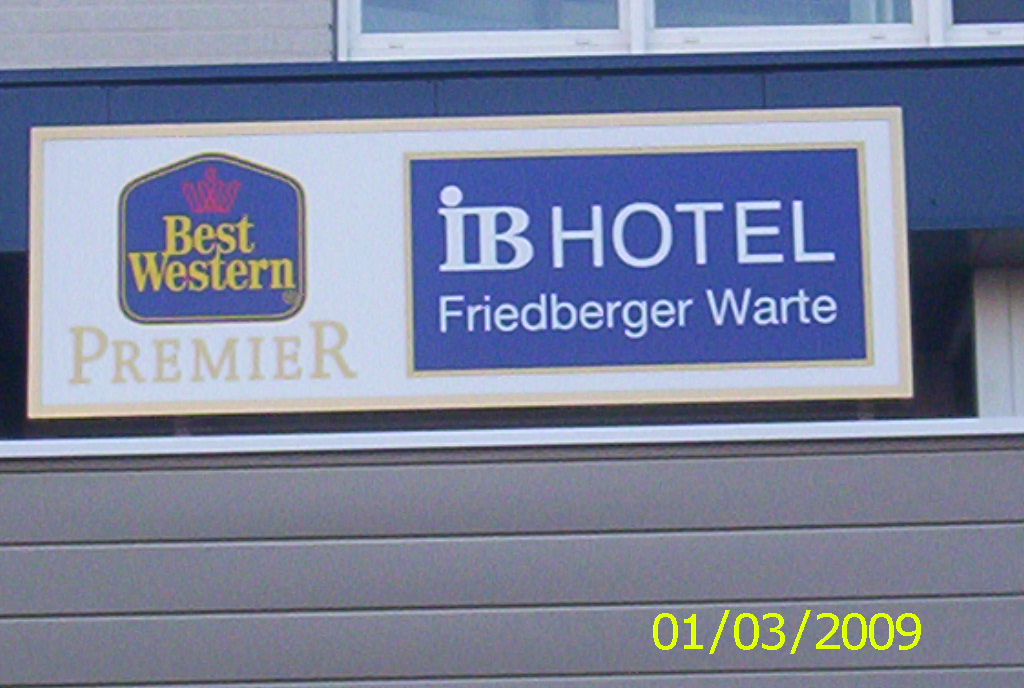 Best
Western
PREMIER
iB HOTEL
Friedberger Warte
01/03/2009